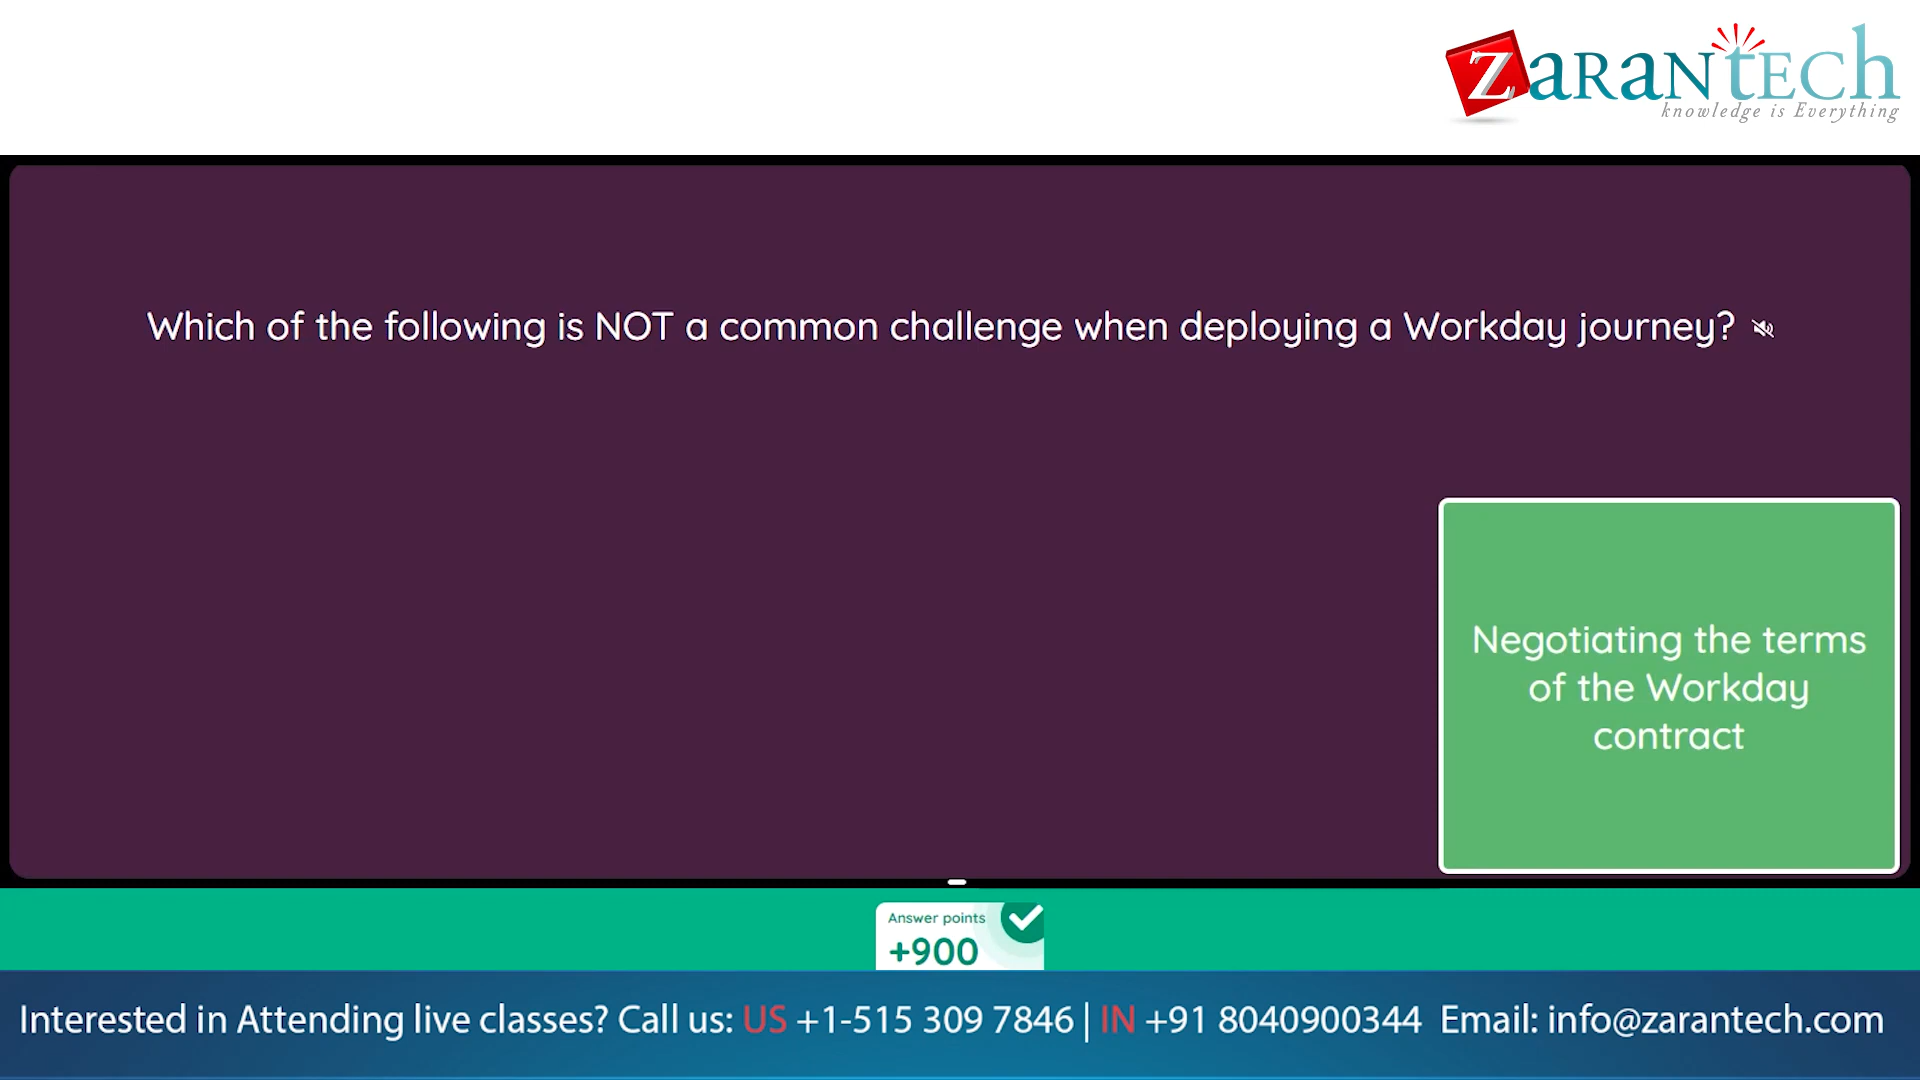 ZaranTech
knowledge is Everything
Which of the following is NOT a common challenge when deploying a Workday journey?
Negotiating the terms
of the Workday
contract
Answer points
+900
Interested in Attending live classes? Call us: US +1-515 309 7846 | IN +91 8040900344 Email: info@zarantech.com